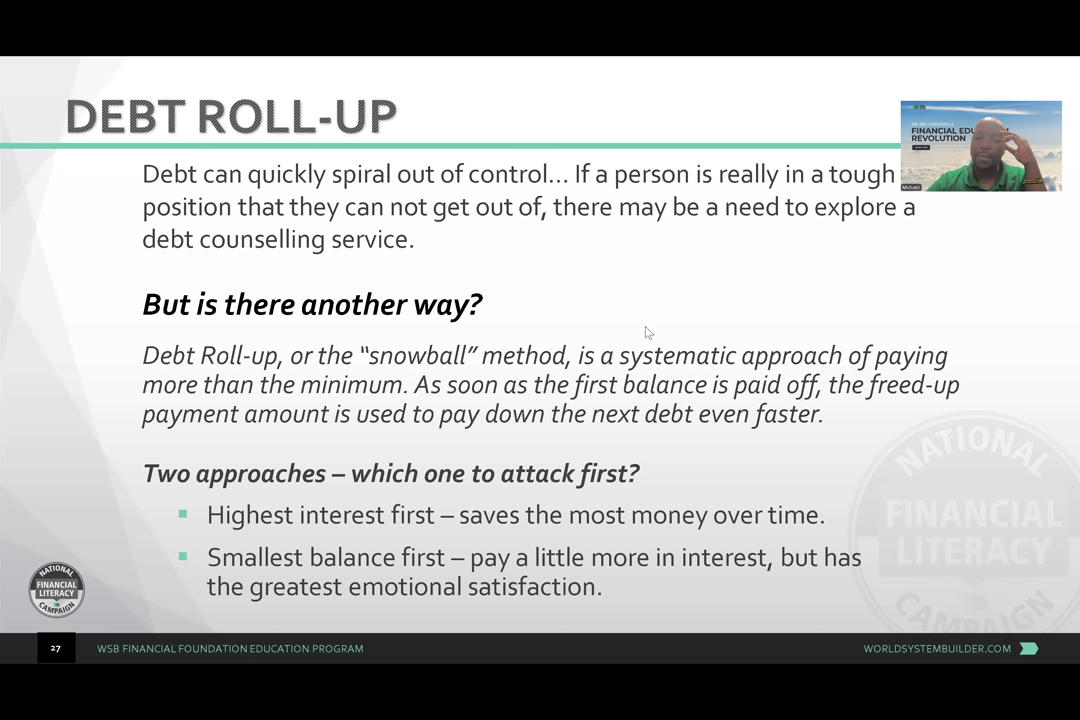 DEBT ROLL-UP
Debt can quickly spiral out of control... If a person is really in a tough
position that they can not get out of, there may be a need to explore a
debt counselling service.
But is there another way?
Debt Roll-up, or the “snowball” method, is a systematic approach of paying
more than the minimum. As soon as the first balance is paid off, the freed-up
payment amount is used to pay down the next debt even faster.
Two approaches – which one to attack first?
Highest interest first – saves the most money over time.
Smallest balance first – pay a little more in interest, but has
the greatest emotional satisfaction.
FINANCIAL EDU
REVOLUTION
NATIONAL
FINANCIAL
LITERACY
CAMPAIGN
NATIONAL
FINANCIAL
LITERACY
CAMPAIGN
27
WSB FINANCIAL FOUNDATION EDUCATION PROGRAM
WORLDSYSTEMBUILDER.COM